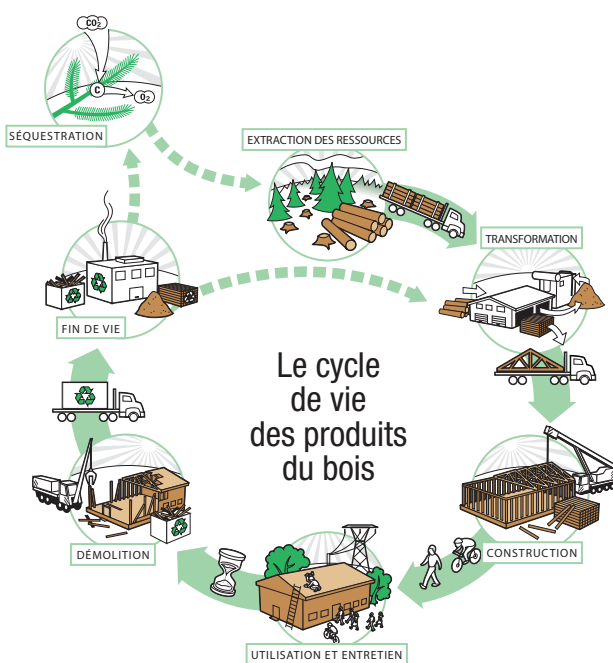 CO2
C
O2
SÉQUESTRATION
EXTRACTION DES RESSOURCES
TRANSFORMATION
FIN DE VIE
Le cycle
de vie
des produits
du bois
DÉMOLITION
CONSTRUCTION
UTILISATION ET ENTRETIEN